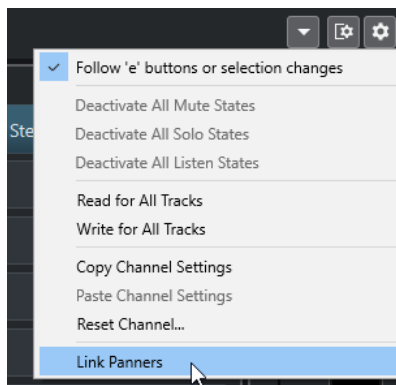 Follow 'e' buttons or selection changes
Deactivate All Mute States
Ste
Deactivate All Solo States
Deactivate All Listen States
Read for All Tracks
Write for All Tracks
Copy Channel Settings
Paste Channel Settings
Reset Channel...
Link Panners